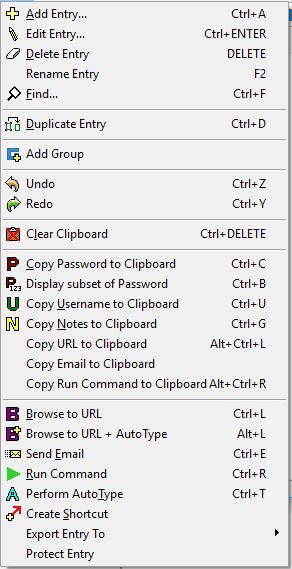 Add Entry... Ctrl+A
Edit Entry... Ctrl+ENTER
Delete Entry DELETE
Rename Entry F2
Find... Ctrl+F
Duplicate Entry Ctrl+D
Add Group
Undo Ctrl+Z
Redo Ctrl+Y
Clear Clipboard Ctrl+DELETE
P Copy Password to Clipboard Ctrl+C
P123 Display subset of Password Ctrl+B
U Copy Username to Clipboard Ctrl+U
N Copy Notes to Clipboard Ctrl+G
Copy URL to Clipboard Alt+Ctrl+L
Copy Email to Clipboard
Copy Run Command to Clipboard Alt+Ctrl+R
B Browse to URL Ctrl+L
B Browse to URL + AutoType Alt+L
Send Email Ctrl+E
Run Command Ctrl+R
A Perform AutoType Ctrl+T
Create Shortcut
Export Entry To
Protect Entry